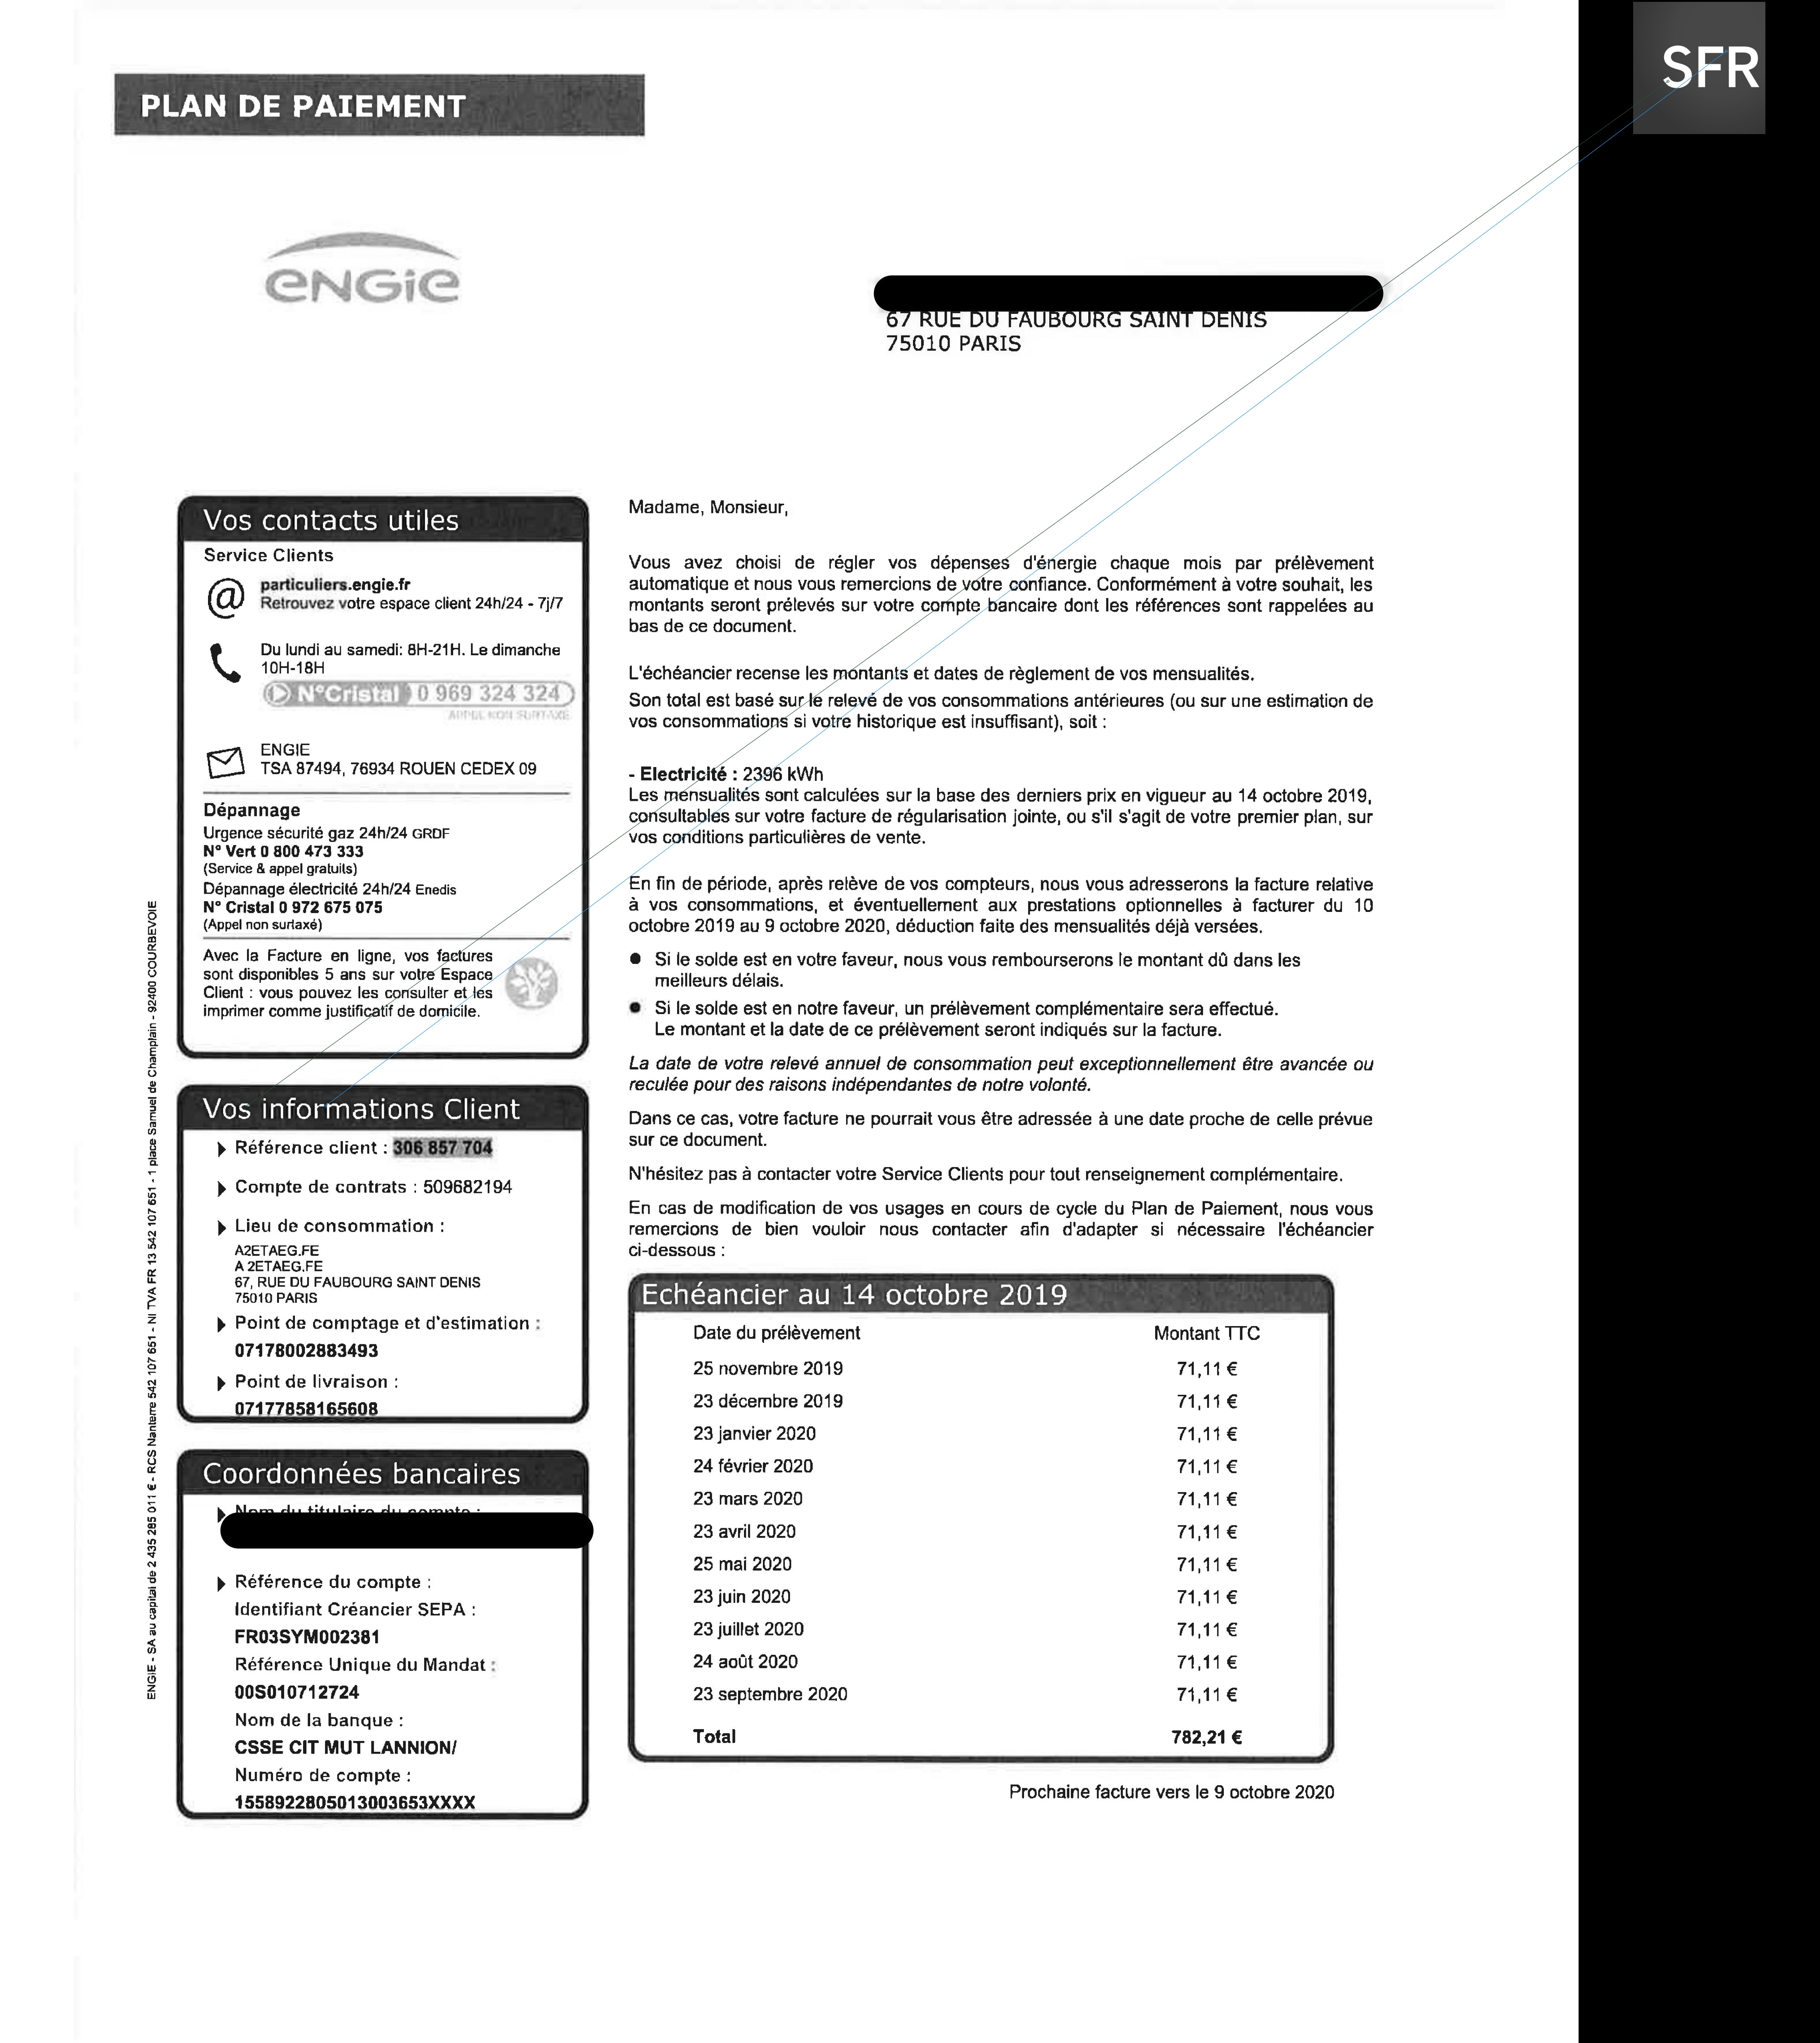 SFR
PLAN DE PAIEMENT
ENGiE
67 RUE DU FAUBOURG SAINT DENIS
75010 PARIS
Vos contacts utiles
Service Clients
@
particuliers.engie.fr
Retrouvez votre espace client 24h/24 - 7j/7
Du lundi au samedi: 8H-21H. Le dimanche
10H-18H
N°Cristal 0 969 324 324
APPEL NON SURTAXE
ENGIE
TSA 87494, 76934 ROUEN CEDEX 09
Dépannage
Urgence sécurité gaz 24h/24 GRDF
N° Vert 0 800 473 333
(Service & appel gratuits)
Dépannage électricité 24h/24 Enedis
N° Cristal 0 972 675 075
(Appel non surtaxé)
Avec la Facture en ligne, vos factures
sont disponibles 5 ans sur votre Espace
Client : vous pouvez les consulter et les
imprimer comme justificatif de domicile.
Vos informations Client
Référence client : 306 857 704
Compte de contrats : 509682194
Lieu de consommation :
A2ETAEG.FE
A 2ETAEG.FE
67, RUE DU FAUBOURG SAINT DENIS
75010 PARIS
Point de comptage et d'estimation :
07178002883493
Point de livraison :
07177858165608
Coordonnées bancaires
Nom du titulaire du compte :
Référence du compte :
Identifiant Créancier SEPA :
FR03SYM002381
Référence Unique du Mandat :
00S010712724
Nom de la banque :
CSSE CIT MUT LANNION/
Numéro de compte :
1558922805013003653XXXX
ENGIE - SA au capital de 2 435 285 011 € - RCS Nanterre 542 107 651 - NI TVA FR 13 542 107 651 - 1 place Samuel de Champlain - 92400 COURBEVOIE
Madame, Monsieur,
Vous avez choisi de régler vos dépenses d'énergie chaque mois par prélèvement
automatique et nous vous remercions de votre confiance. Conformément à votre souhait, les
montants seront prélevés sur votre compte bancaire dont les références sont rappelées au
bas de ce document.
L'échéancier recense les montants et dates de règlement de vos mensualités.
Son total est basé sur le relevé de vos consommations antérieures (ou sur une estimation de
vos consommations si votre historique est insuffisant), soit :
- Electricité : 2396 kWh
Les mensualités sont calculées sur la base des derniers prix en vigueur au 14 octobre 2019,
consultables sur votre facture de régularisation jointe, ou s'il s'agit de votre premier plan, sur
vos conditions particulières de vente.
En fin de période, après relève de vos compteurs, nous vous adresserons la facture relative
à vos consommations, et éventuellement aux prestations optionnelles à facturer du 10
octobre 2019 au 9 octobre 2020, déduction faite des mensualités déjà versées.
● Si le solde est en votre faveur, nous vous rembourserons le montant dû dans les
meilleurs délais.
● Si le solde est en notre faveur, un prélèvement complémentaire sera effectué.
Le montant et la date de ce prélèvement seront indiqués sur la facture.
La date de votre relevé annuel de consommation peut exceptionnellement être avancée ou
reculée pour des raisons indépendantes de notre volonté.
Dans ce cas, votre facture ne pourrait vous être adressée à une date proche de celle prévue
sur ce document.
N'hésitez pas à contacter votre Service Clients pour tout renseignement complémentaire.
En cas de modification de vos usages en cours de cycle du Plan de Paiement, nous vous
remercions de bien vouloir nous contacter afin d'adapter si nécessaire l'échéancier
ci-dessous :
Echéancier au 14 octobre 2019
Date du prélèvement Montant TTC
25 novembre 2019 71,11 €
23 décembre 2019 71,11 €
23 janvier 2020 71,11 €
24 février 2020 71,11 €
23 mars 2020 71,11 €
23 avril 2020 71,11 €
25 mai 2020 71,11 €
23 juin 2020 71,11 €
23 juillet 2020 71,11 €
24 août 2020 71,11 €
23 septembre 2020 71,11 €
Total 782,21 €
Prochaine facture vers le 9 octobre 2020